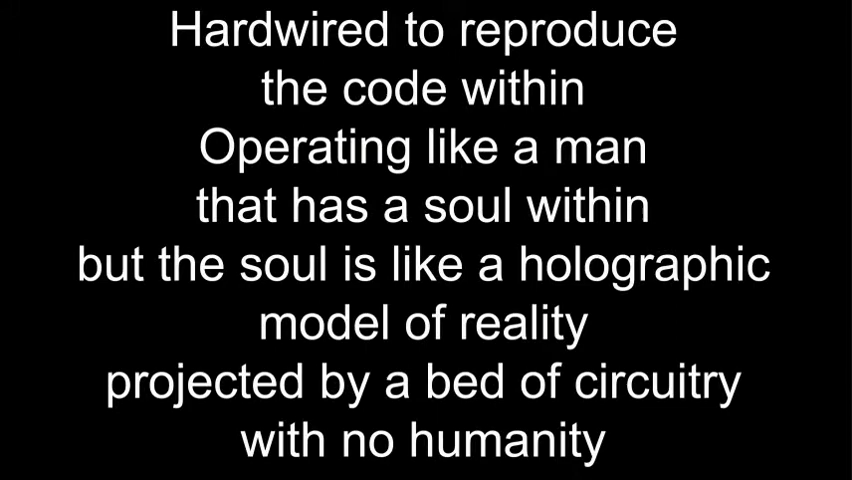 Hardwired to reproduce
the code within
Operating like a man
that has a soul within
but the soul is like a holographic
model of reality
projected by a bed of circuitry
with no humanity